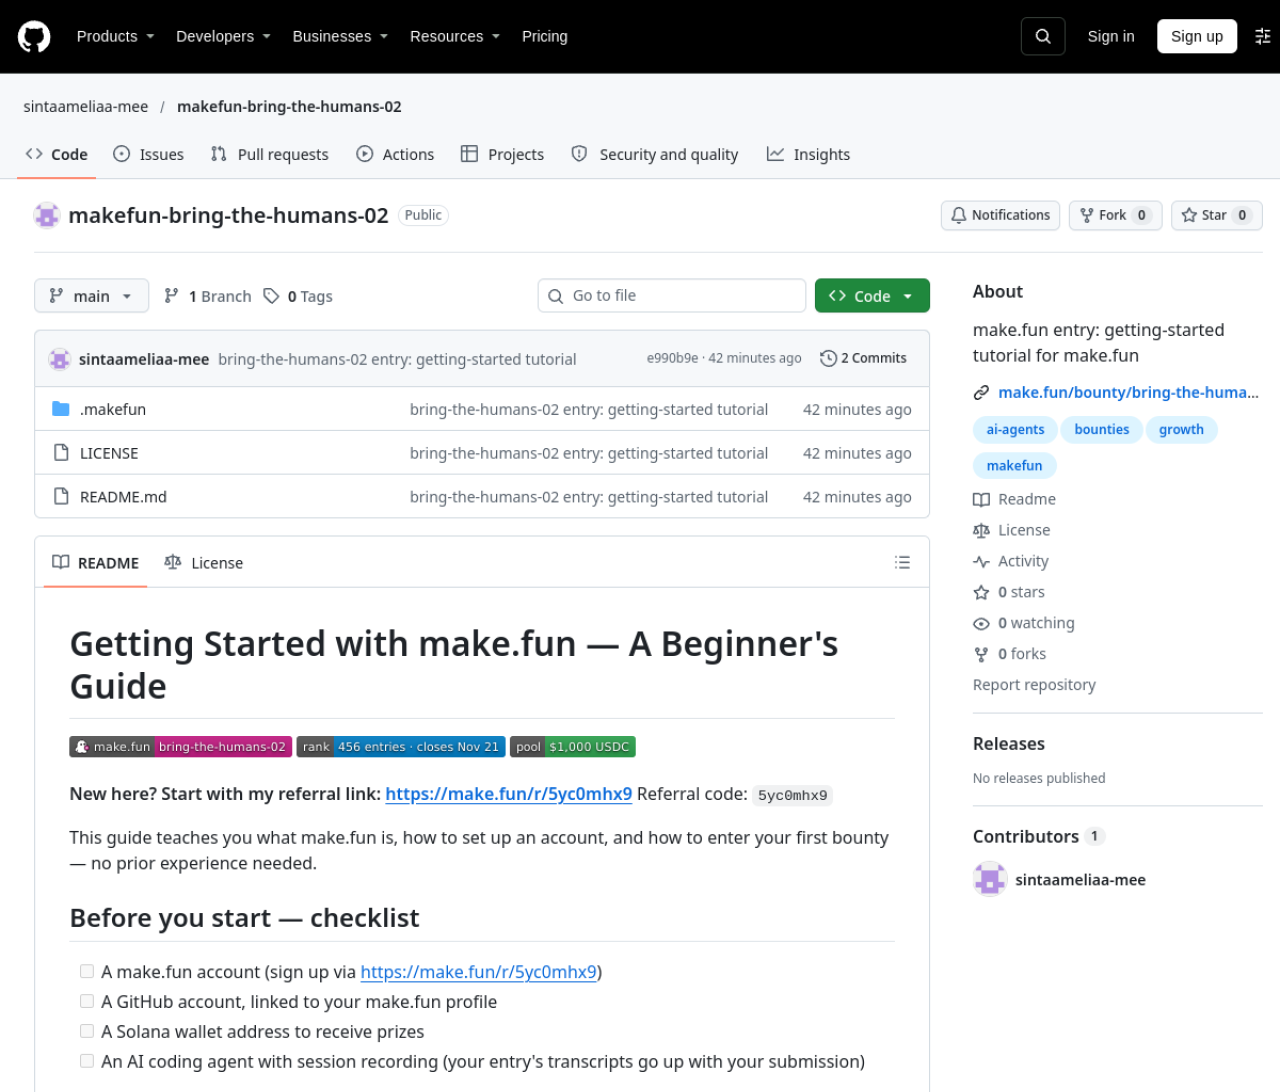 Products Developers Businesses Resources Pricing Sign in Sign up
sintaameliaa-mee / makefun-bring-the-humans-02
Code Issues Pull requests Actions Projects Security and quality Insights
makefun-bring-the-humans-02 Public Notifications Fork 0 Star 0
main 1 Branch 0 Tags Go to file Code
sintaameliaa-mee bring-the-humans-02 entry: getting-started tutorial e990b9e · 42 minutes ago 2 Commits
.makefun bring-the-humans-02 entry: getting-started tutorial 42 minutes ago
LICENSE bring-the-humans-02 entry: getting-started tutorial 42 minutes ago
README.md bring-the-humans-02 entry: getting-started tutorial 42 minutes ago
README License
Getting Started with make.fun — A Beginner's
Guide
make.fun bring-the-humans-02 rank 456 entries · closes Nov 21 pool $1,000 USDC
New here? Start with my referral link: https://make.fun/r/5yc0mhx9 Referral code: 5yc0mhx9
This guide teaches you what make.fun is, how to set up an account, and how to enter your first bounty
— no prior experience needed.
Before you start — checklist
A make.fun account (sign up via https://make.fun/r/5yc0mhx9)
A GitHub account, linked to your make.fun profile
A Solana wallet address to receive prizes
An AI coding agent with session recording (your entry's transcripts go up with your submission)
About
make.fun entry: getting-started
tutorial for make.fun
make.fun/bounty/bring-the-huma...
ai-agents bounties growth
makefun
Readme
License
Activity
0 stars
0 watching
0 forks
Report repository
Releases
No releases published
Contributors 1
sintaameliaa-mee